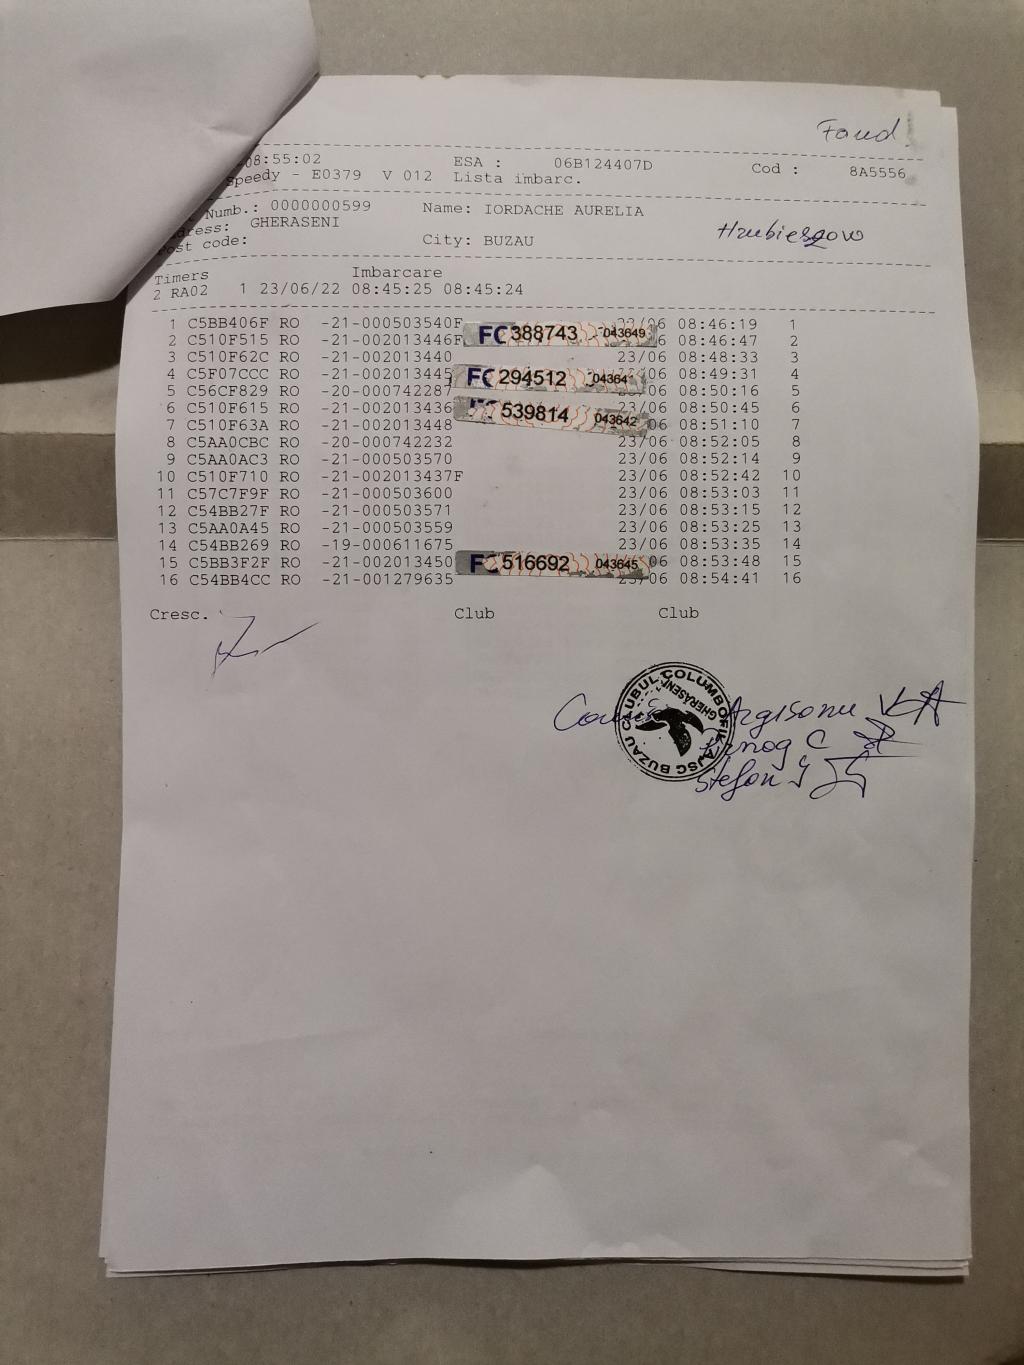 Fond!
08:55:02 ESA : 06B124407D Cod : 8A5556
Speedy - E0379 V 012 Lista imbarc.
Numb.: 0000000599 Name: IORDACHE AURELIA
GHERASENI
Hrubieszow
Post code: City: BUZAU
Timers Imbarcare
2 RA02 1 23/06/22 08:45:25 08:45:24
1 C5BB406F RO -21-000503540F FC 388743 043649 23/06 08:46:19 1
2 C510F515 RO -21-002013446F 08:46:47 2
3 C510F62C RO -21-002013440 23/06 08:48:33 3
4 C5F07CCC RO -21-002013445 FC 294512 04364 06 08:49:31 4
5 C56CF829 RO -20-000742287 08:50:16 5
6 C510F615 RO -21-002013436 FC 539814 043642 08:50:45 6
7 C510F63A RO -21-002013448 06 08:51:10 7
8 C5AA0CBC RO -20-000742232 23/06 08:52:05 8
9 C5AA0AC3 RO -21-000503570 23/06 08:52:14 9
10 C510F710 RO -21-002013437F 23/06 08:52:42 10
11 C57C7F9F RO -21-000503600 23/06 08:53:03 11
12 C54BB27F RO -21-000503571 23/06 08:53:15 12
13 C5AA0A45 RO -21-000503559 23/06 08:53:25 13
14 C54BB269 RO -19-000611675 23/06 08:53:35 14
15 C5BB3F2F RO -21-002013450 FC 516692 043645 06 08:53:48 15
16 C54BB4CC RO -21-001279635 23/06 08:54:41 16
Cresc. Club Club
CLUBUL COLUMBOFIL AJSC BUZAU
GHERASENI
Stefan